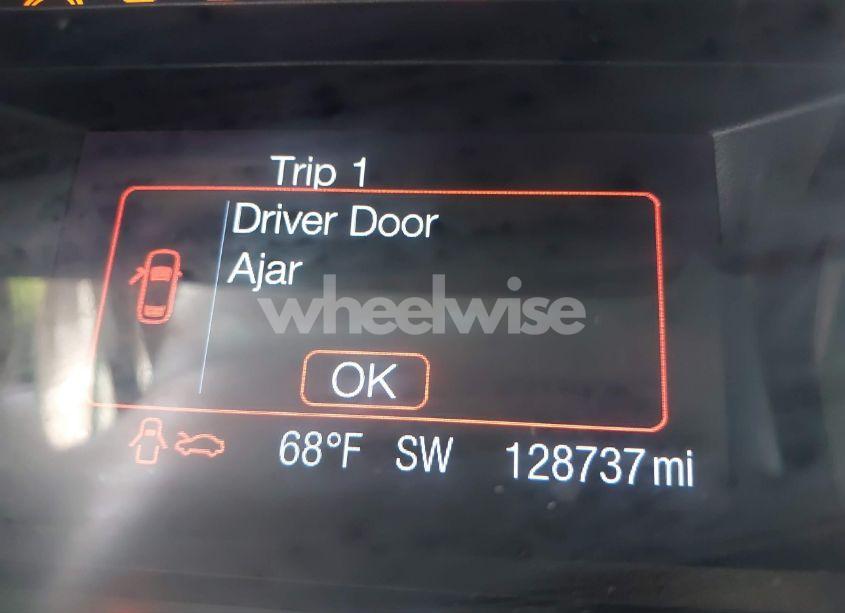 Trip 1
Driver Door
Ajar
wheelwise
OK
68°F SW 128737 mi